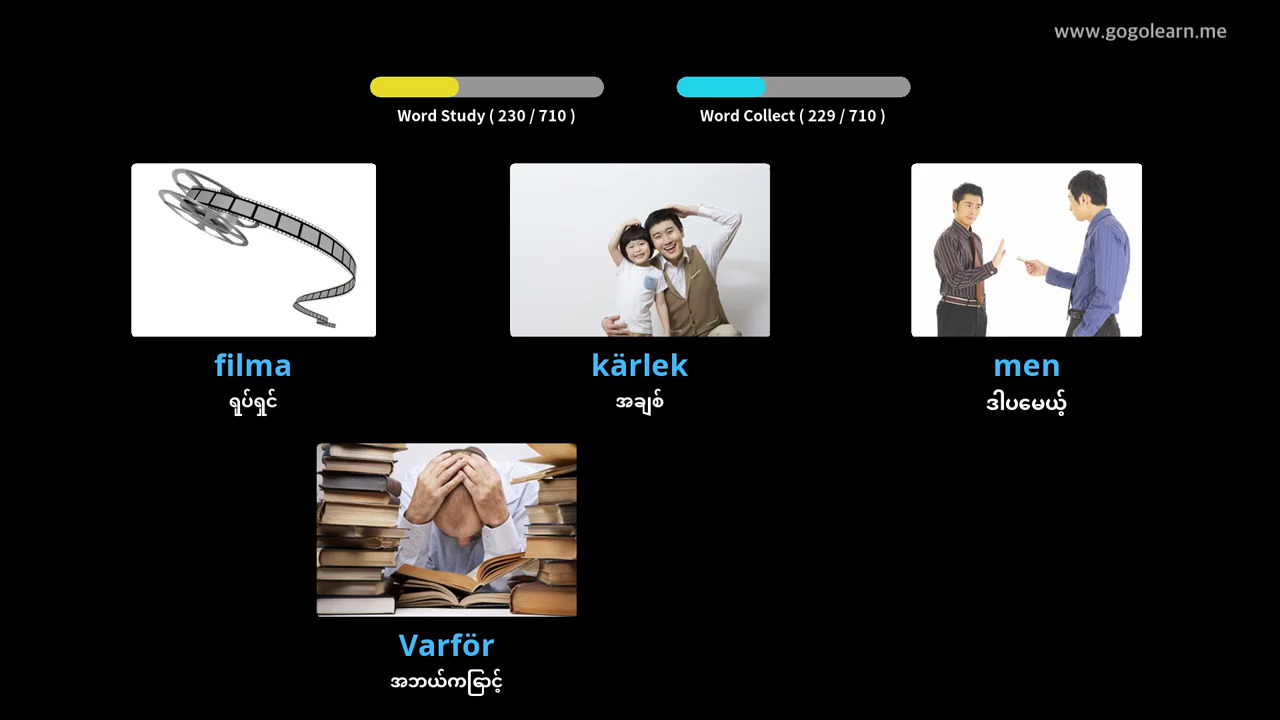 www.gogolearn.me
Word Study ( 230 / 710 )
Word Collect ( 229 / 710 )
filma
ရုပ်ရှင်
kärlek
အချစ်
men
ဒါပမေယ့်
Varför
အဘယ်ကြောင့်